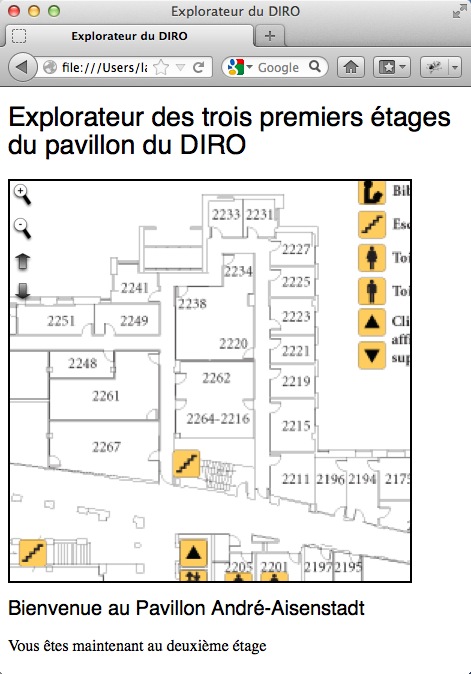 Explorateur du DIRO
Explorateur du DIRO
file:///Users/la
Google
Explorateur des trois premiers étages
du pavillon du DIRO
2233 2231
Bib
Esc
2227
Toi
2234
2241
2225
Toi
2238
2251 2249
2223
Cli
affi
sup
2220
2221
2248
2262
2219
2261
2264-2216
2215
2267
2211 2196 2194 2175
2205 2201 2197 2195
Bienvenue au Pavillon André-Aisenstadt
Vous êtes maintenant au deuxième étage